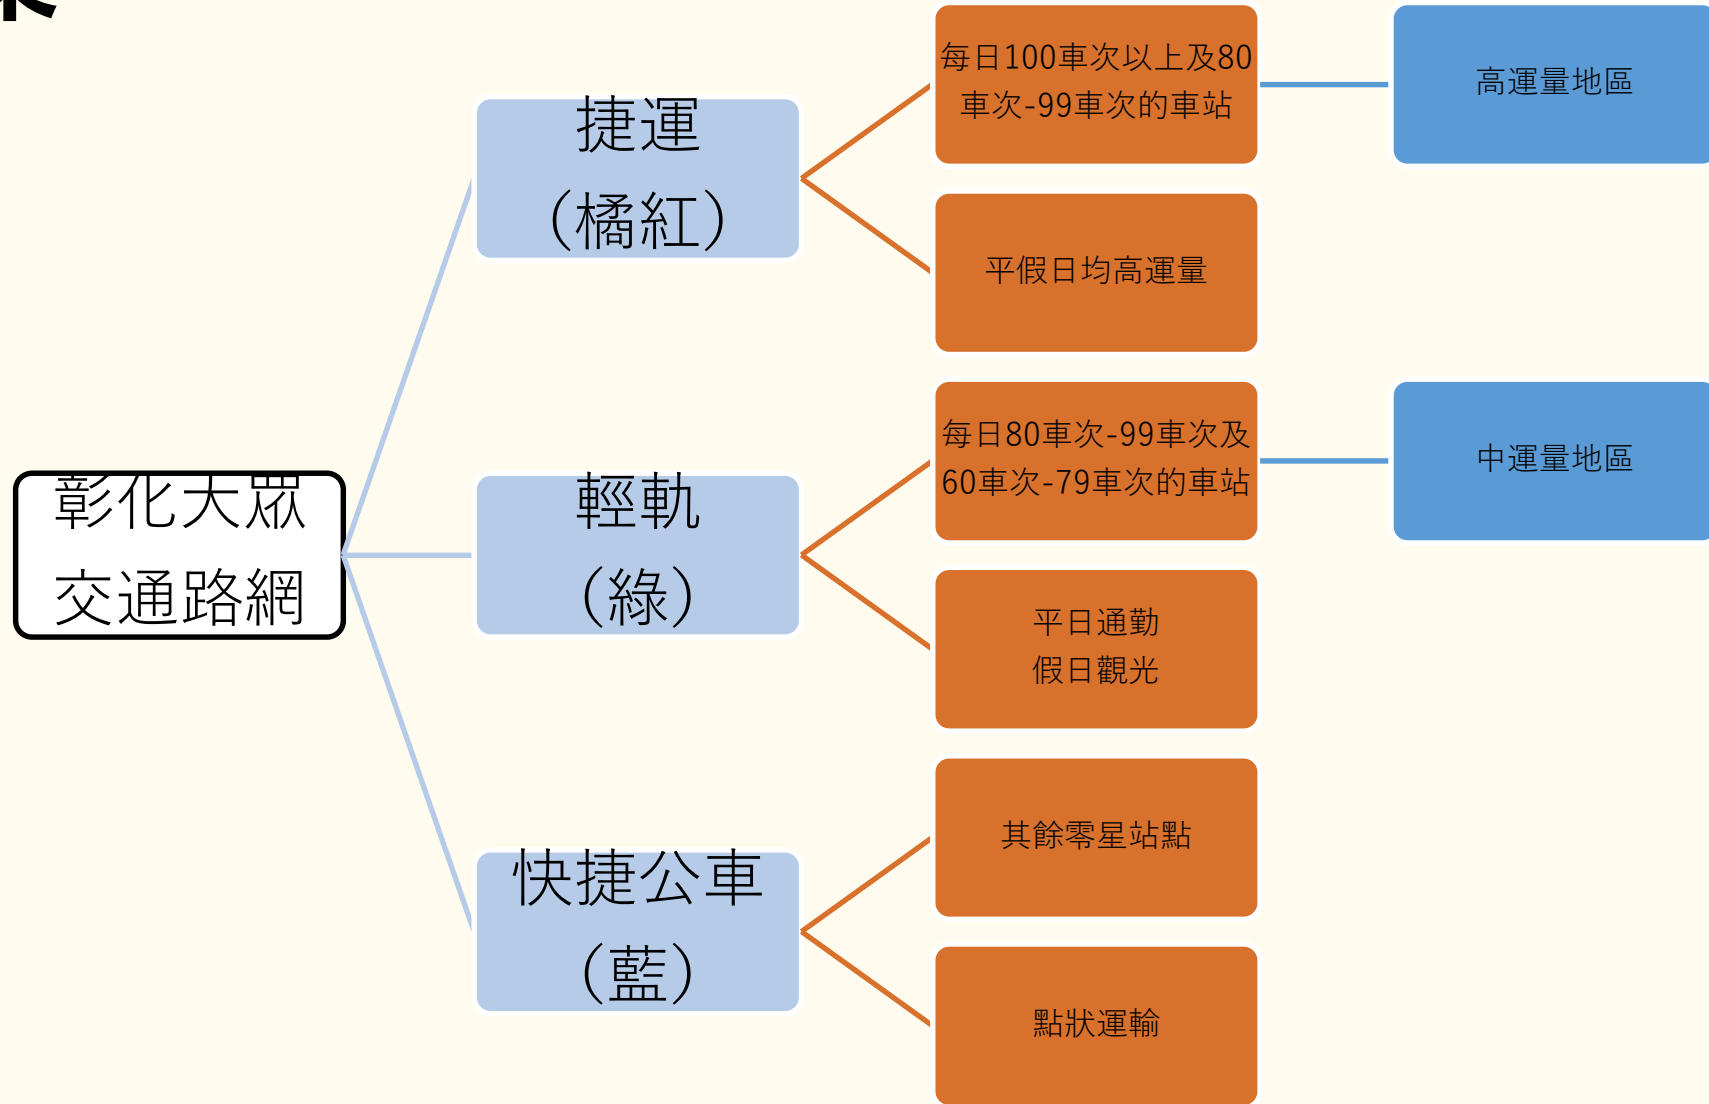 彰化大眾
交通路網
捷運
（橘紅）
每日100車次以上及80
車次-99車次的車站
高運量地區
平假日均高運量
輕軌
（綠）
每日80車次-99車次及
60車次-79車次的車站
中運量地區
平日通勤
假日觀光
快捷公車
（藍）
其餘零星站點
點狀運輸